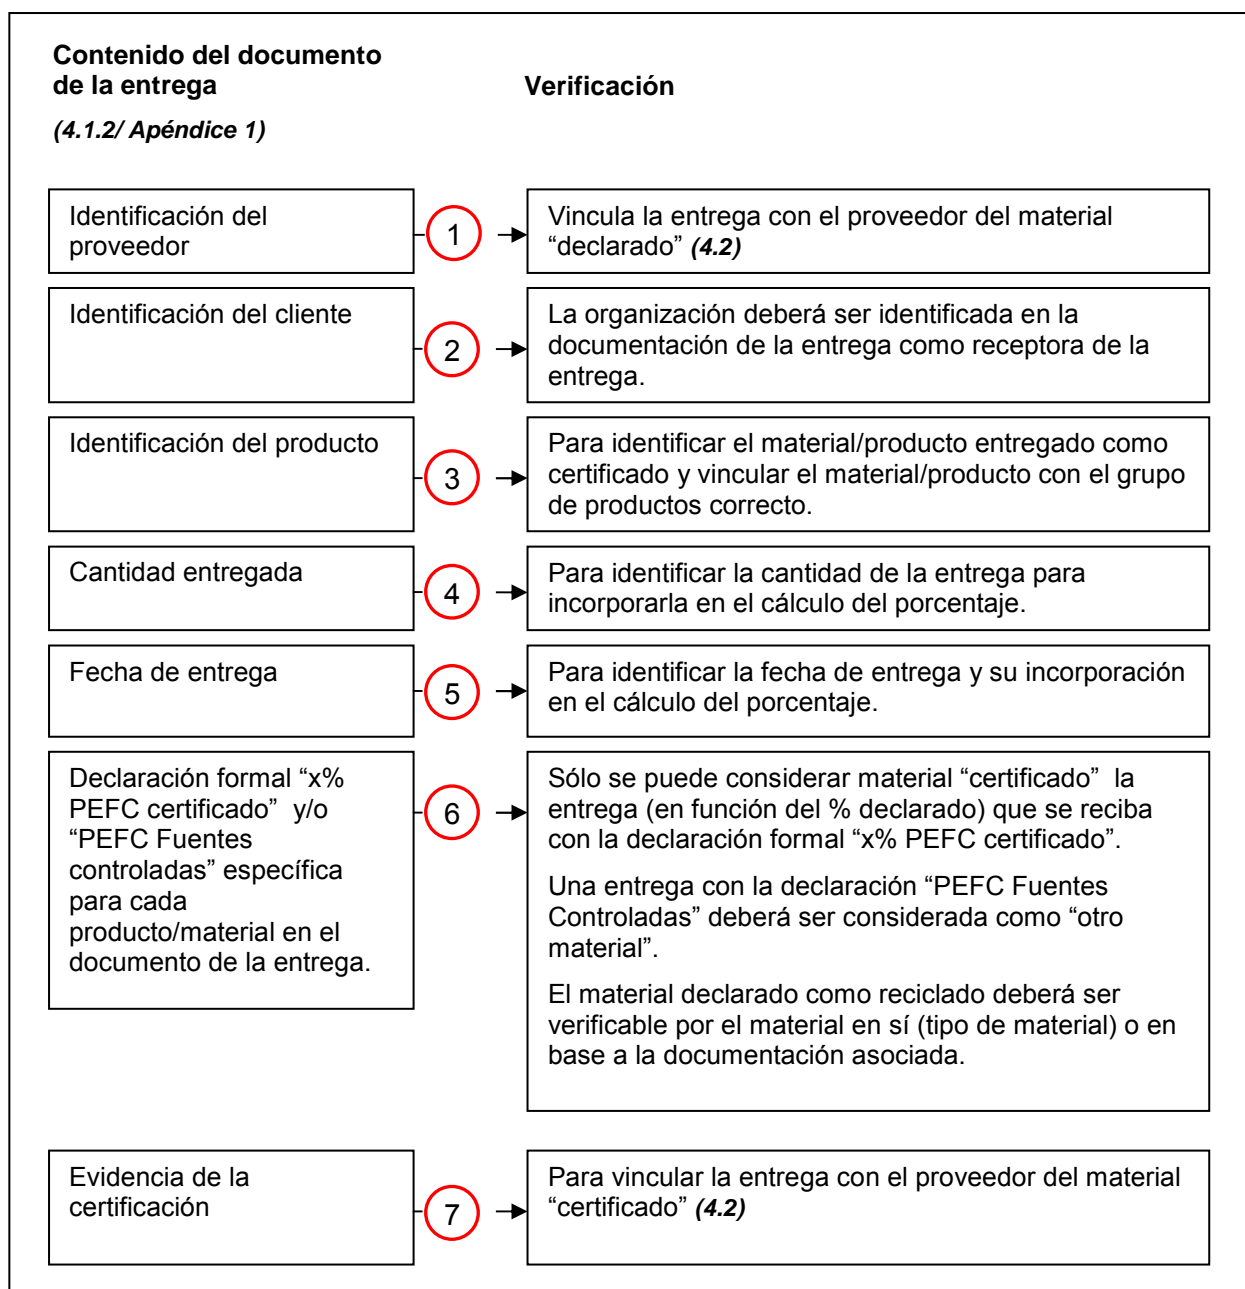 Contenido del documento
de la entrega
Verificación
(4.1.2/ Apéndice 1)
Identificación del
proveedor
1
Vincula la entrega con el proveedor del material
“declarado” (4.2)
Identificación del cliente
2
La organización deberá ser identificada en la
documentación de la entrega como receptora de la
entrega.
Identificación del producto
3
Para identificar el material/producto entregado como
certificado y vincular el material/producto con el grupo
de productos correcto.
Cantidad entregada
4
Para identificar la cantidad de la entrega para
incorporarla en el cálculo del porcentaje.
Fecha de entrega
5
Para identificar la fecha de entrega y su incorporación
en el cálculo del porcentaje.
Declaración formal “x%
PEFC certificado” y/o
“PEFC Fuentes
controladas” específica
para cada
producto/material en el
documento de la entrega.
6
Sólo se puede considerar material “certificado” la
entrega (en función del % declarado) que se reciba
con la declaración formal “x% PEFC certificado”.
Una entrega con la declaración “PEFC Fuentes
Controladas” deberá ser considerada como “otro
material”.
El material declarado como reciclado deberá ser
verificable por el material en sí (tipo de material) o en
base a la documentación asociada.
Evidencia de la
certificación
7
Para vincular la entrega con el proveedor del material
“certificado” (4.2)